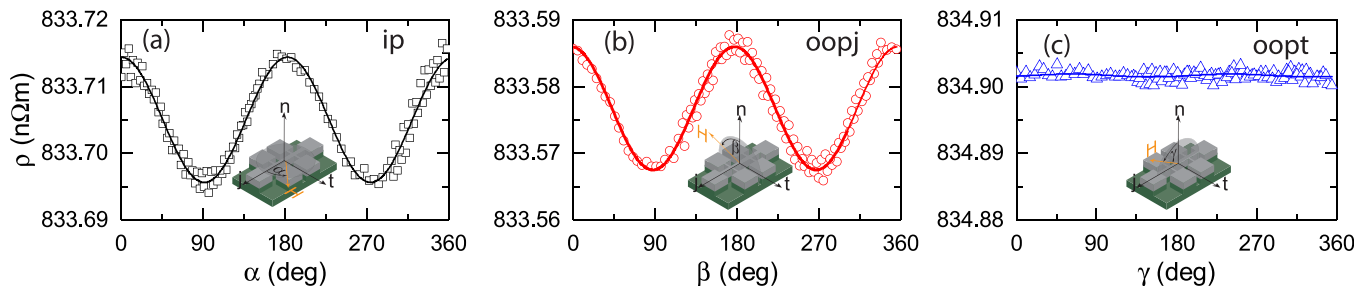 ρ (nΩm)
833.72
833.71
833.70
833.69
(a)
ip
n
α
j
H
t
0
90
180
270
360
α (deg)
833.59
833.58
833.57
833.56
(b)
oopj
n
H
β
j
t
0
90
180
270
360
β (deg)
834.91
834.90
834.89
834.88
(c)
oopt
n
H
γ
j
t
0
90
180
270
360
γ (deg)